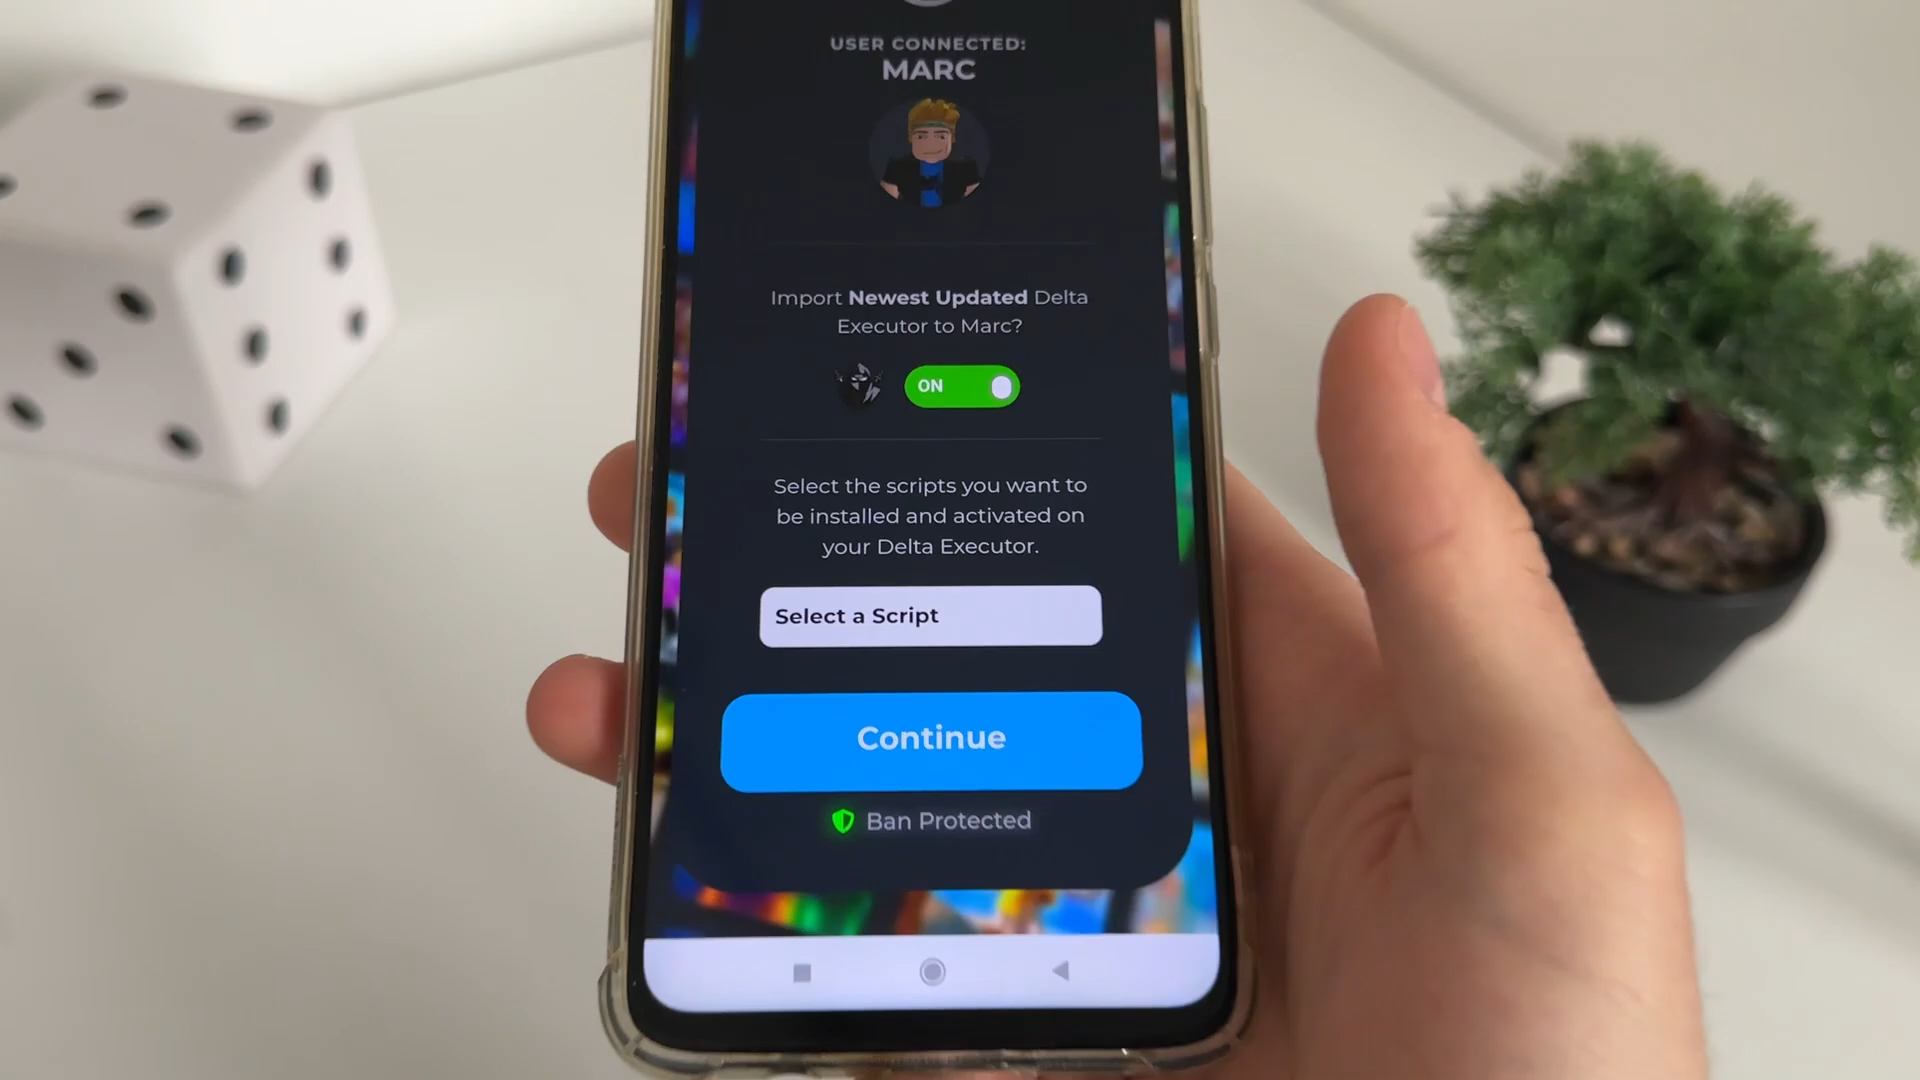 USER CONNECTED:
MARC
Import Newest Updated Delta
Executor to Marc?
ON
Select the scripts you want to
be installed and activated on
your Delta Executor.
Select a Script
Continue
Ban Protected